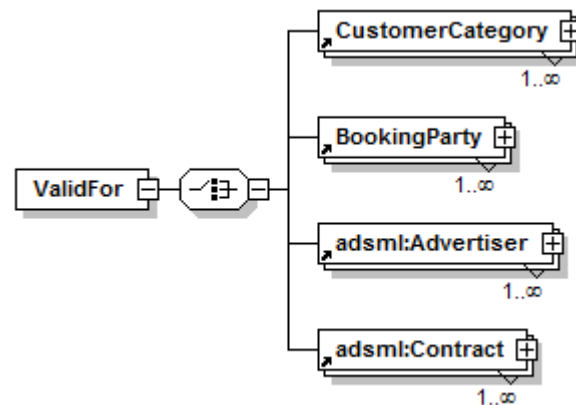 CustomerCategory
1..∞
BookingParty
1..∞
ValidFor
adsml:Advertiser
1..∞
adsml:Contract
1..∞